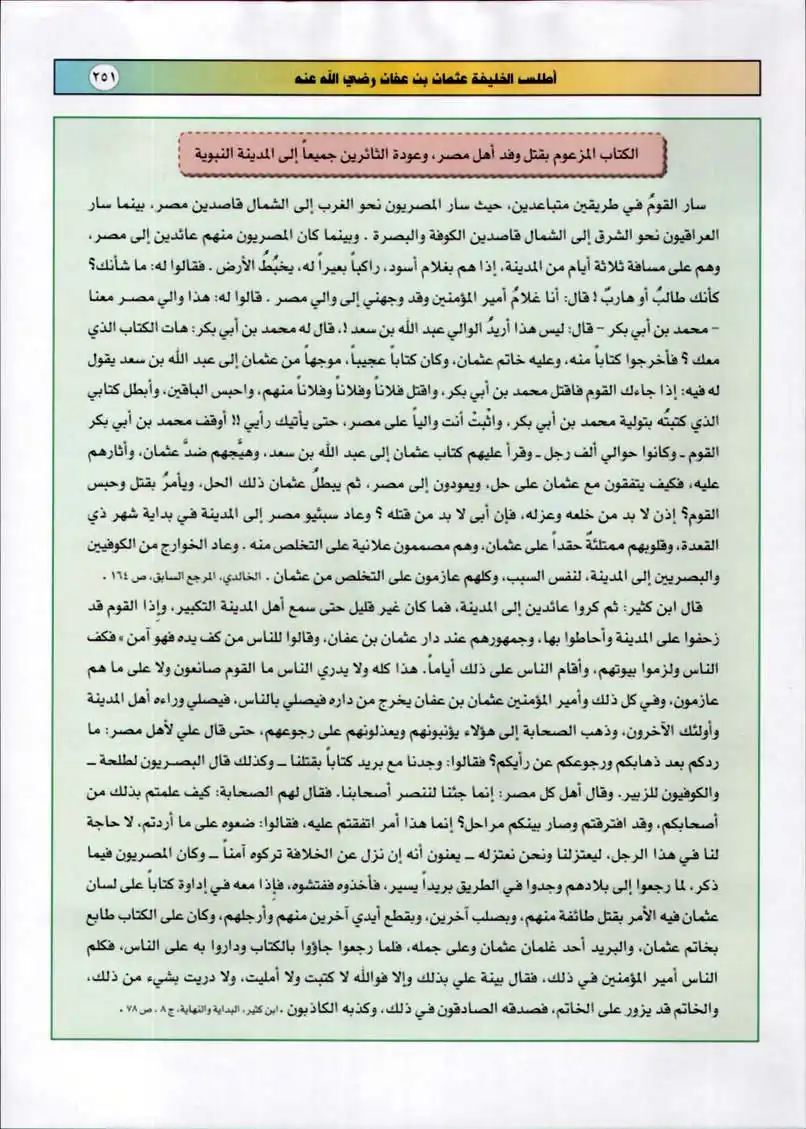 أطلس الخليفة عثمان بن عفان رضي الله عنه
٢٥١
الكتاب المزعوم بقتل وفد أهل مصر، وعودة الثائرين جميعاً إلى المدينة النبوية
سار القومُ في طريقين متباعدين، حيث سار المصريون نحو الغرب إلى الشمال قاصدين مصر، بينما سار
العراقيون نحو الشرق إلى الشمال قاصدين الكوفة والبصرة . وبينما كان المصريون منهم عائدين إلى مصر،
وهم على مسافة ثلاثة أيام من المدينة، إذا هم بغلام أسود، راكباً بعيراً له، يخبُطُ الأرض . فقالوا له: ما شأنك؟
كأنك طالبٌ أو هاربٌ ! قال: أنا غلامُ أمير المؤمنين وقد وجهني إلى والي مصر . قالوا له: هذا والي مصـر معنا
– محمد بن أبي بكر – قال: ليس هذا أريدُ الوالي عبد الله بن سعد !، قال له محمد بن أبي بكر: هات الكتاب الذي
معك ؟ فأخرجوا كتاباً منه، وعليه خاتم عثمان، وكان كتاباً عجيباً، موجهاً من عثمان إلى عبد الله بن سعد يقول
له فيه: إذا جاءك القوم فاقتل محمد بن أبي بكر، واقتل فلاناً وفلاناً وفلاناً منهم، واحبس الباقين، وأبطل كتابي
الذي كتبتُه بتولية محمد بن أبي بكر، واثْبتْ أنت والياً على مصر، حتى يأتيك رأيي !! أوقف محمد بن أبي بكر
القوم ـ وكانوا حوالي ألف رجل ـ وقرأ عليهم كتاب عثمان إلى عبد الله بن سعد، وهيَّجهم ضدَّ عثمان، وأثارهم
عليه، فكيف يتفقون مع عثمان على حل، ويعودون إلى مصر، ثم يبطلُ عثمان ذلك الحل، ويأمرُ بقتل وحبس
القوم؟ إذن لا بد من خلعه وعزله، فإن أبى لا بد من قتله ؟ وعاد سبئيو مصر إلى المدينة في بداية شهر ذي
القعدة، وقلوبهم ممتلئةٌ حقداً على عثمان، وهم مصممون علانية على التخلص منه . وعاد الخوارج من الكوفيين
والبصريين إلى المدينة، لنفس السبب، وكلهم عازمون على التخلص من عثمان . الخالدي، المرجع السابق، ص ١٦٤ .
قال ابن كثير: ثم كروا عائدين إلى المدينة، فما كان غير قليل حتى سمع أهل المدينة التكبير، وإذا القوم قد
زحفوا على المدينة وأحاطوا بها، وجمهورهم عند دار عثمان بن عفان، وقالوا للناس من كف يده فهو آمن » فكف
الناس ولزموا بيوتهم، وأقام الناس على ذلك أياماً. هذا كله ولا يدري الناس ما القوم صانعون ولا على ما هم
عازمون، وفي كل ذلك وأمير المؤمنين عثمان بن عفان يخرج من داره فيصلي بالناس، فيصلي وراءه أهل المدينة
وأولئك الآخرون، وذهب الصحابة إلى هؤلاء يؤنبونهم ويعذلونهم على رجوعهم، حتى قال علي لأهل مصر: ما
ردكم بعد ذهابكم ورجوعكم عن رأيكم؟ فقالوا: وجدنا مع بريد كتاباً بقتلنا ــ وكذلك قال البصـريون لطلحة ــ
والكوفيون للزبير. وقال أهل كل مصر: إنما جئنا لننصر أصحابنا. فقال لهم الصحابة: كيف علمتم بذلك من
أصحابكم، وقد افترقتم وصار بينكم مراحل؟ إنما هذا أمر اتفقتم عليه، فقالوا: ضعوه على ما أردتم، لا حاجة
لنا في هذا الرجل، ليعتزلنا ونحن نعتزله ــ يعنون أنه إن نزل عن الخلافة تركوه آمناً ــ وكان المصريون فيما
ذكر، لما رجعوا إلى بلادهم وجدوا في الطريق بريداً يسير، فأخذوه ففتشوه، فإذا معه في إداوة كتاباً على لسان
عثمان فيه الأمر بقتل طائفة منهم، وبصلب آخرين، وبقطع أيدي آخرين منهم وأرجلهم، وكان على الكتاب طابع
بخاتم عثمان، والبريد أحد غلمان عثمان وعلى جمله، فلما رجعوا جاؤوا بالكتاب وداروا به على الناس، فكلم
الناس أمير المؤمنين في ذلك، فقال بينة علي بذلك وإلا فوالله لا كتبت ولا أمليت، ولا دريت بشيء من ذلك،
والخاتم قد يزور على الخاتم، فصدقه الصادقون في ذلك، وكذبه الكاذبون . ابن كثير، البداية والنهاية، ج ٨ ، ص ٧٨ .